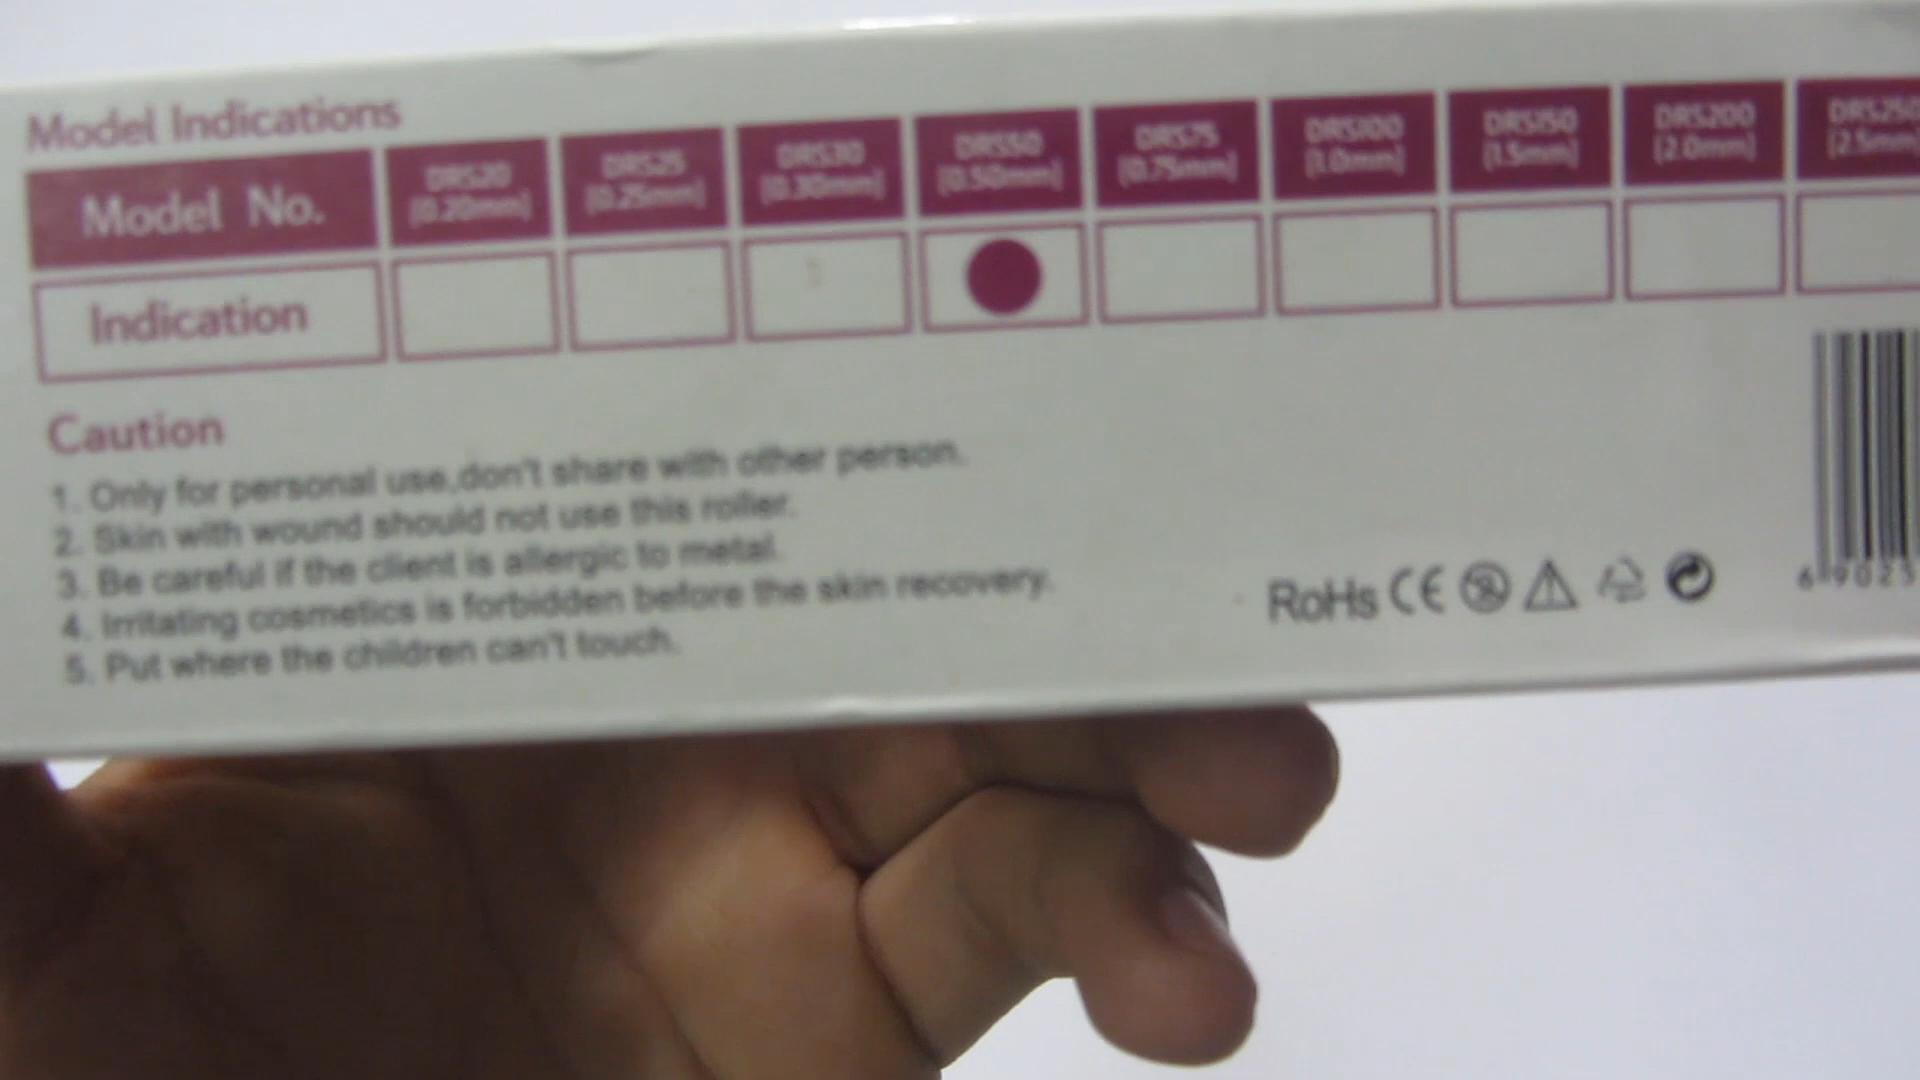 Model Indications
Model No. DRS20 DRS25 DRS30 DRS50 DRS75 DRS100 DRS150 DRS200 DRS250
[0.20mm] [0.25mm] [0.30mm] [0.50mm] [0.75mm] [1.0mm] [1.5mm] [2.0mm] [2.5mm
Indication
Caution
1. Only for personal use,don't share with other person.
2. Skin with wound should not use this roller.
3. Be careful if the client is allergic to metal.
4. Irritating cosmetics is forbidden before the skin recovery.
5. Put where the children can't touch.
RoHs CE
6 9025